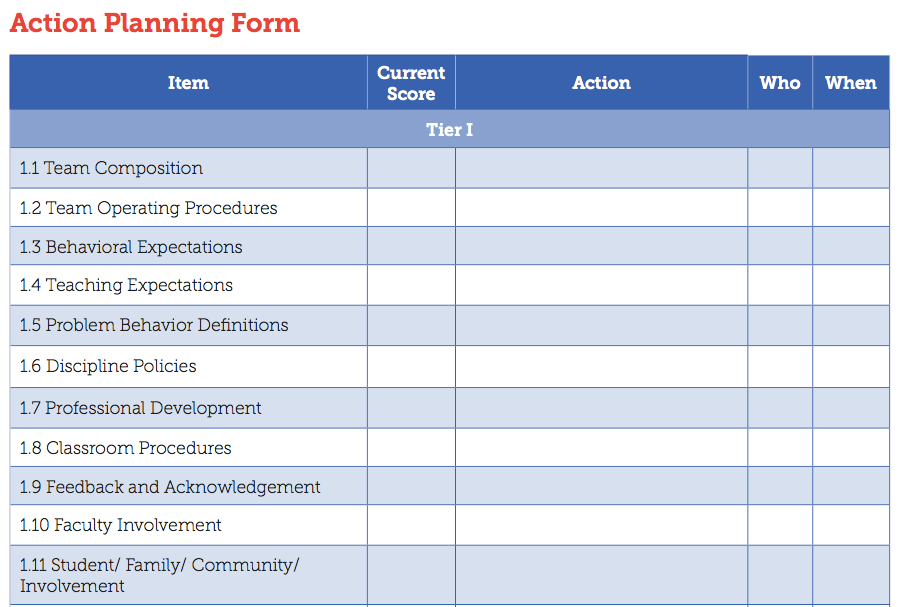 Action Planning Form
Item
Current
Score
Action
Who
When
Tier I
1.1 Team Composition
1.2 Team Operating Procedures
1.3 Behavioral Expectations
1.4 Teaching Expectations
1.5 Problem Behavior Definitions
1.6 Discipline Policies
1.7 Professional Development
1.8 Classroom Procedures
1.9 Feedback and Acknowledgement
1.10 Faculty Involvement
1.11 Student/ Family/ Community/
Involvement